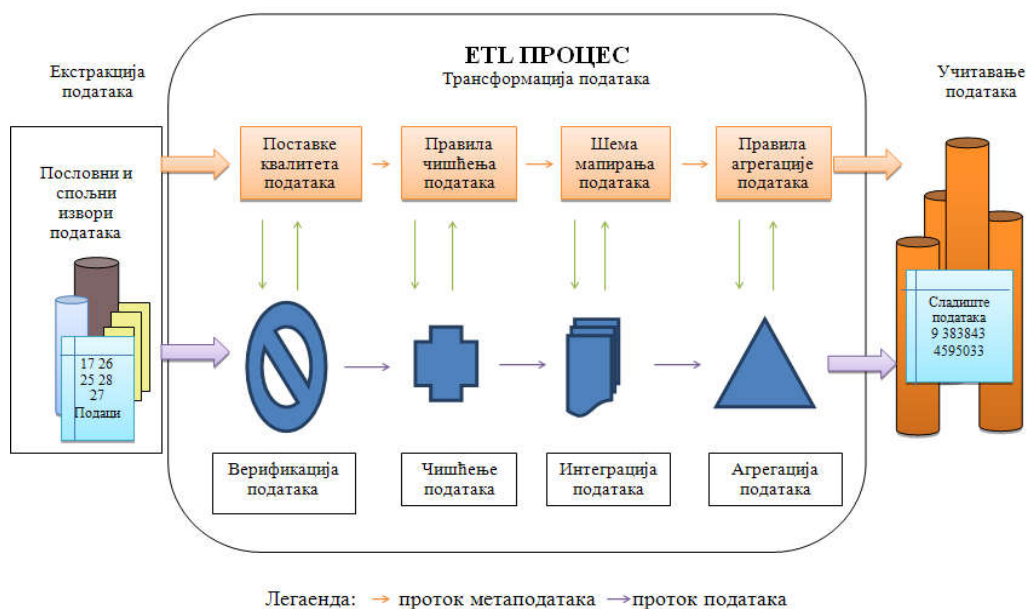 ETL ПРОЦЕС
Трансформација података
Екстракција
података
Учитавање
података
Пословни и
спољни
извори
података
17 26
25 28
27
Подаци
Поставке
квалитета
података
Правила
чишћења
података
Шема
мапирања
података
Правила
агрегације
података
Сладиште
података
9 383843
4595033
Верификација
података
Чишћење
података
Интеграција
података
Агрегација
података
Легаенда: проток метаподатака проток података